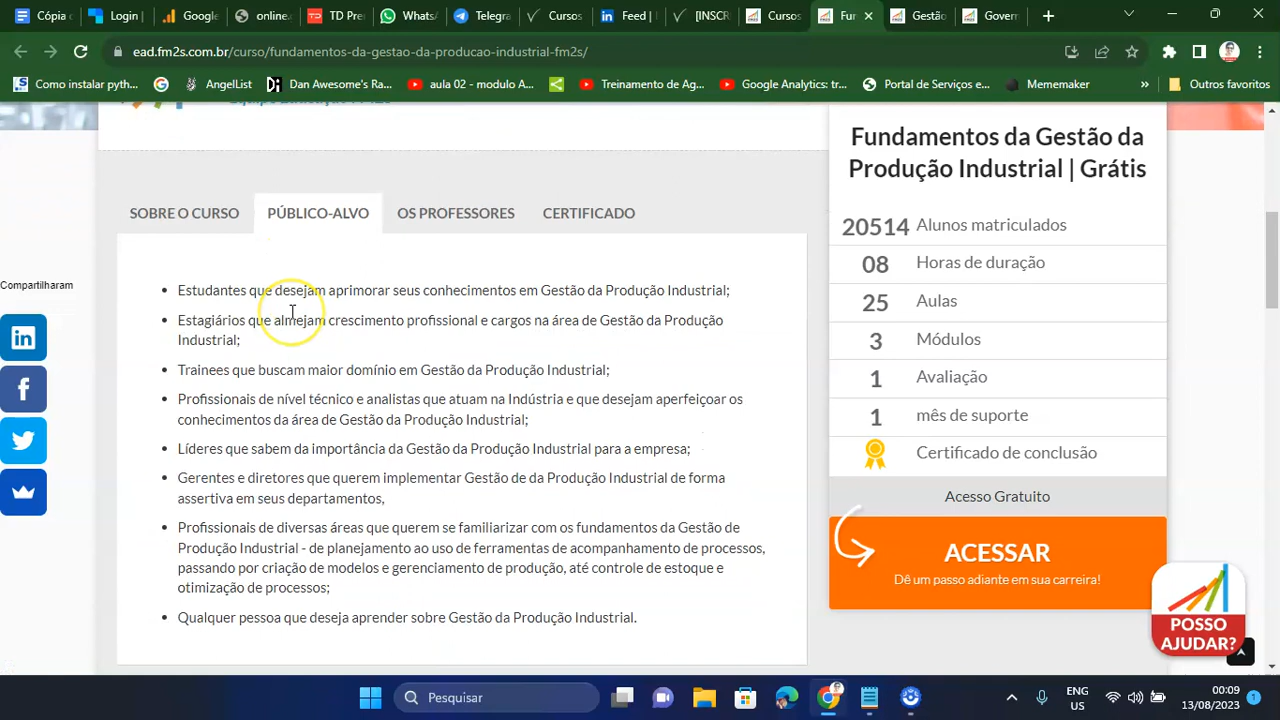 Cópia
Login |
Google
online.
TD Pre
Whats/
Telegra
Cursos
Feed |
[INSCR
Cursos
Fun
Gestão
Govern
ead.fm2s.com.br/curso/fundamentos-da-gestao-da-producao-industrial-fm2s/
Como instalar python...
AngelList
Dan Awesome's Ra...
aula 02 - modulo A...
Treinamento de Ag...
Google Analytics: tr...
Portal de Serviços e...
Mememaker
»
Outros favoritos
SOBRE O CURSO
PÚBLICO-ALVO
OS PROFESSORES
CERTIFICADO
Compartilharam
• Estudantes que desejam aprimorar seus conhecimentos em Gestão da Produção Industrial;
• Estagiários que almejam crescimento profissional e cargos na área de Gestão da Produção
Industrial;
• Trainees que buscam maior domínio em Gestão da Produção Industrial;
• Profissionais de nível técnico e analistas que atuam na Indústria e que desejam aperfeiçoar os
conhecimentos da área de Gestão da Produção Industrial;
• Líderes que sabem da importância da Gestão da Produção Industrial para a empresa;
• Gerentes e diretores que querem implementar Gestão de da Produção Industrial de forma
assertiva em seus departamentos,
• Profissionais de diversas áreas que querem se familiarizar com os fundamentos da Gestão de
Produção Industrial - de planejamento ao uso de ferramentas de acompanhamento de processos,
passando por criação de modelos e gerenciamento de produção, até controle de estoque e
otimização de processos;
• Qualquer pessoa que deseja aprender sobre Gestão da Produção Industrial.
Fundamentos da Gestão da
Produção Industrial | Grátis
20514 Alunos matriculados
08 Horas de duração
25 Aulas
3 Módulos
1 Avaliação
1 mês de suporte
Certificado de conclusão
Acesso Gratuito
ACESSAR
Dê um passo adiante em sua carreira!
POSSO
AJUDAR?
Pesquisar
ENG
US
00:09
13/08/2023
1